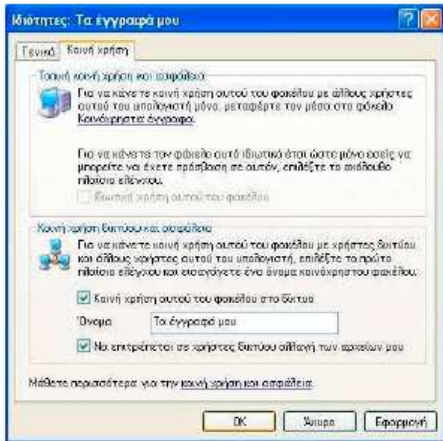 Ιδιότητες: Τα έγγραφά μου
Γενικά
Κοινή χρήση
Τοπική κοινή χρήση και ασφάλεια
Για να κάνετε κοινή χρήση αυτού του φακέλου με άλλους χρήστες
αυτού του υπολογιστή μόνο, μεταφέρετε τον μέσα στο φάκελο
Κοινόχρηστα έγγραφα.
Για να κάνετε τον φάκελο αυτό ιδιωτικό έτσι ώστε μόνο εσείς να
μπορείτε να έχετε πρόσβαση σε αυτόν, επιλέξτε το ακόλουθο
πλαίσιο ελέγχου.
Ιδιωτική χρήση αυτού του φακέλου
Κοινή χρήση δικτύου και ασφάλεια
Για να κάνετε κοινή χρήση αυτού του φακέλου με χρήστες δικτύου
και άλλους χρήστες αυτού του υπολογιστή, επιλέξτε το πρώτο
πλαίσιο ελέγχου και εισαγάγετε ένα όνομα κοινόχρηστου φακέλου.
Κοινή χρήση αυτού του φακέλου στο δίκτυο
Όνομα
Τα έγγραφά μου
Να επιτρέπεται σε χρήστες δικτύου αλλαγή των αρχείων μου
Μάθετε περισσότερα για την κοινή χρήση και ασφάλεια.
OK
Άκυρο
Εφαρμογή